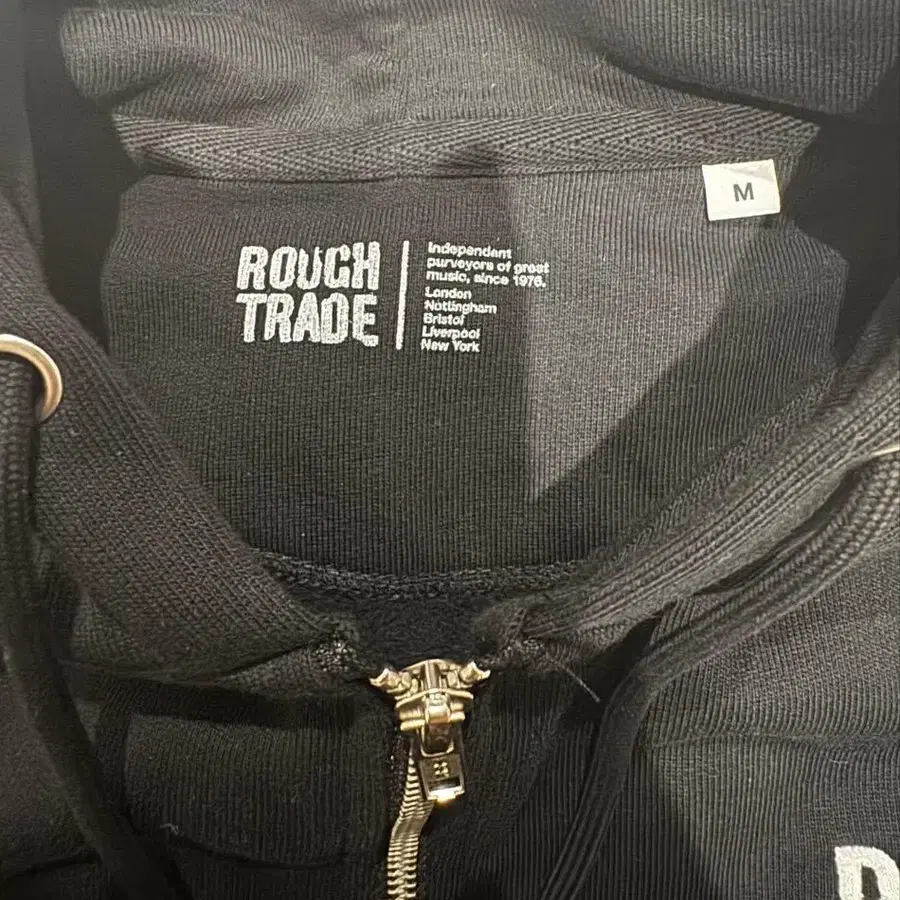 ROUGH
TRADE
Independent
purveyors of great
music, since 1976.
London
Nottingham
Bristol
Liverpool
New York
M